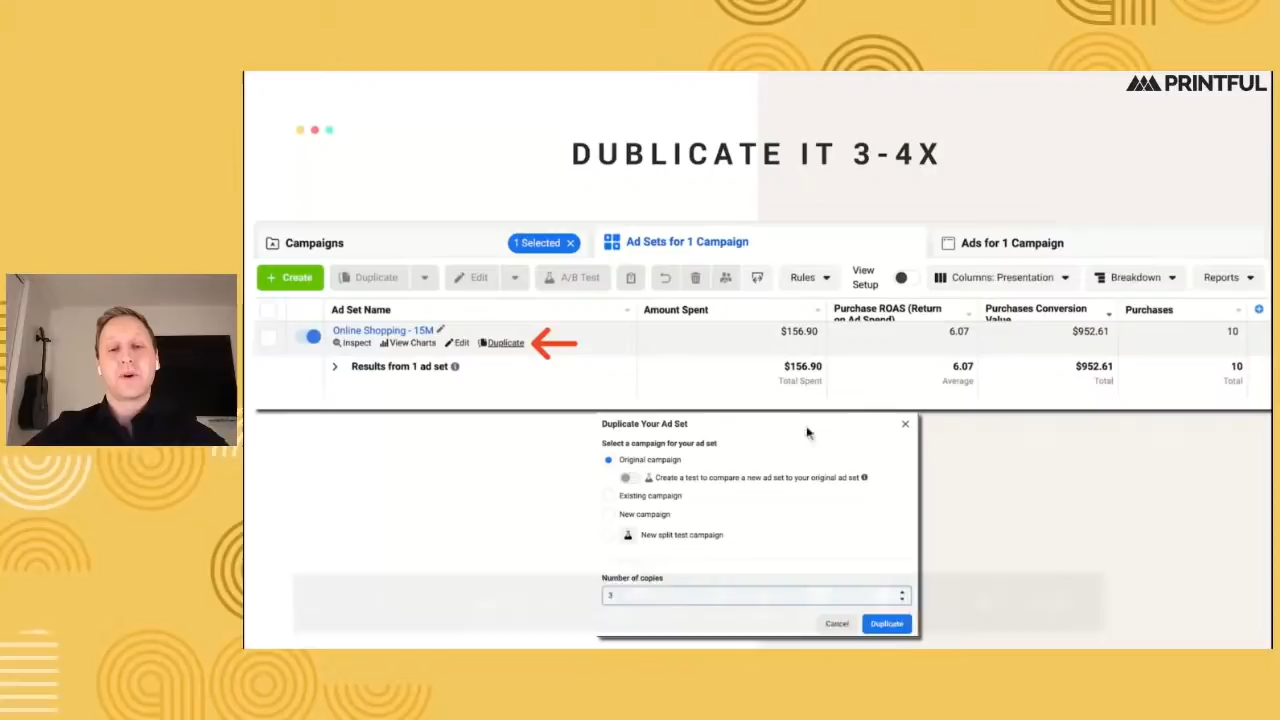 PRINTFUL
DUBLICATE IT 3-4X
Campaigns
1 Selected ×
Ad Sets for 1 Campaign
Ads for 1 Campaign
+ Create
Duplicate
Edit
A/B Test
Rules
View Setup
Columns: Presentation
Breakdown
Reports
Ad Set Name
Amount Spent
Purchase ROAS (Return on Ad Spend)
Purchases Conversion Value
Purchases
Online Shopping - 15M
$156.90
6.07
$952.61
10
Inspect View Charts Edit Duplicate
Results from 1 ad set
$156.90
6.07
$952.61
10
Total Spent
Average
Total
Total
Duplicate Your Ad Set
Select a campaign for your ad set
Original campaign
Create a test to compare a new ad set to your original ad set
Existing campaign
New campaign
New split test campaign
Number of copies
3
Cancel
Duplicate